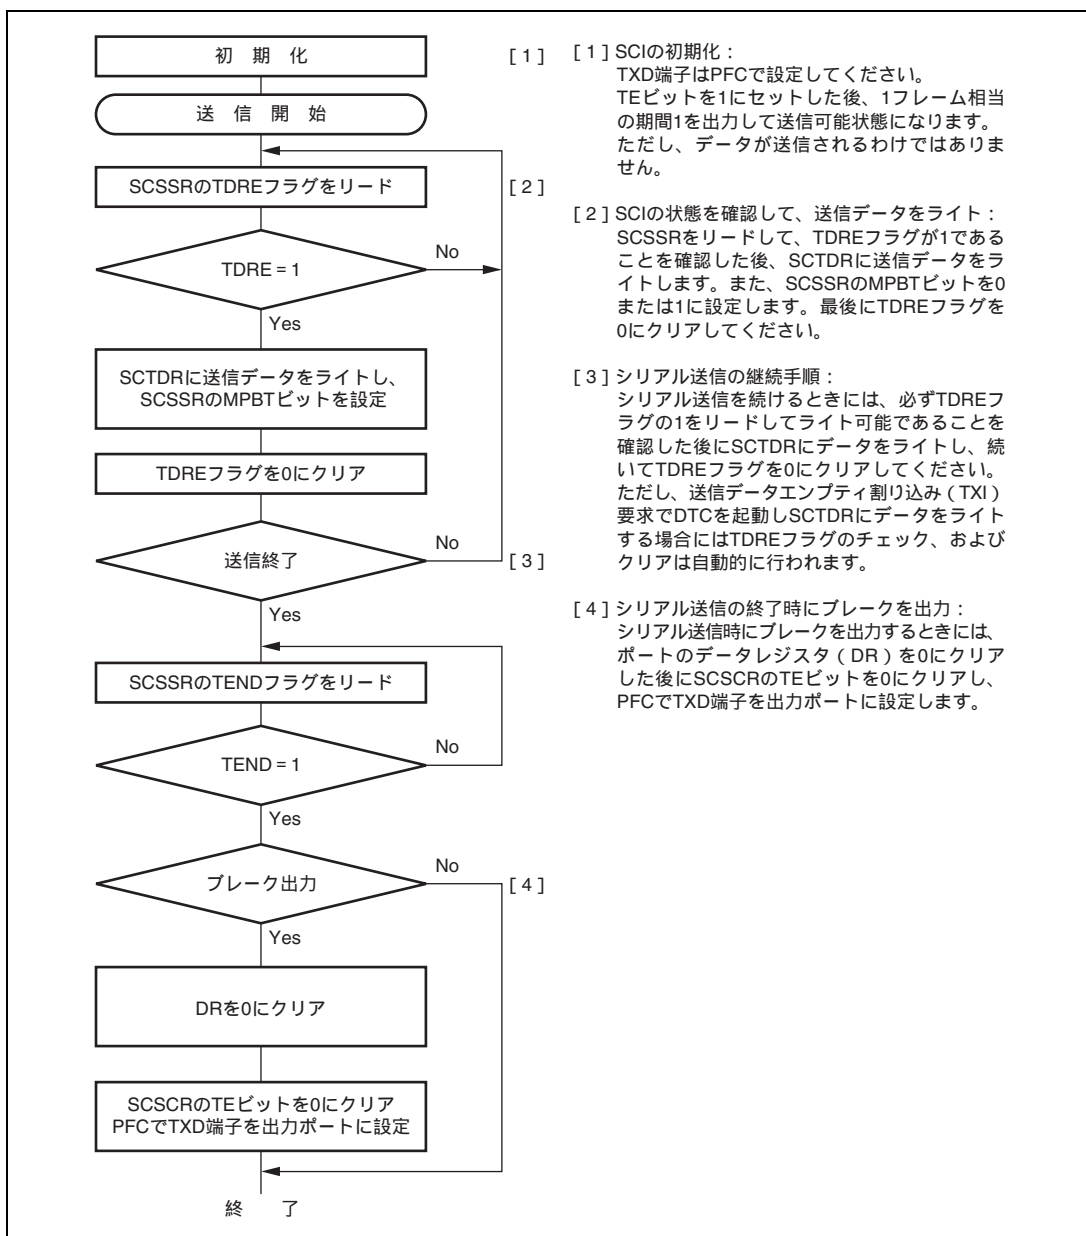 初 期 化
[ 1 ]
送 信 開 始
SCSSRのTDREフラグをリード
[ 2 ]
TDRE = 1
No
Yes
SCTDRに送信データをライトし、
SCSSRのMPBTビットを設定
TDREフラグを0にクリア
送信終了
No
[ 3 ]
Yes
SCSSRのTENDフラグをリード
TEND = 1
No
Yes
ブレーク出力
No
[ 4 ]
Yes
DRを0にクリア
SCSCRのTEビットを0にクリア
PFCでTXD端子を出力ポートに設定
終 了
[ 1 ] SCIの初期化：
TXD端子はPFCで設定してください。
TEビットを1にセットした後、1フレーム相当
の期間1を出力して送信可能状態になります。
ただし、データが送信されるわけではありま
せん。
[ 2 ] SCIの状態を確認して、送信データをライト：
SCSSRをリードして、TDREフラグが1である
ことを確認した後、SCTDRに送信データをラ
イトします。また、SCSSRのMPBTビットを0
または1に設定します。最後にTDREフラグを
0にクリアしてください。
[ 3 ] シリアル送信の継続手順：
シリアル送信を続けるときには、必ずTDREフ
ラグの1をリードしてライト可能であることを
確認した後にSCTDRにデータをライトし、続
いてTDREフラグを0にクリアしてください。
ただし、送信データエンプティ割り込み（TXI）
要求でDTCを起動しSCTDRにデータをライト
する場合にはTDREフラグのチェック、および
クリアは自動的に行われます。
[ 4 ] シリアル送信の終了時にブレークを出力：
シリアル送信時にブレークを出力するときには、
ポートのデータレジスタ（DR）を0にクリア
した後にSCSCRのTEビットを0にクリアし、
PFCでTXD端子を出力ポートに設定します。